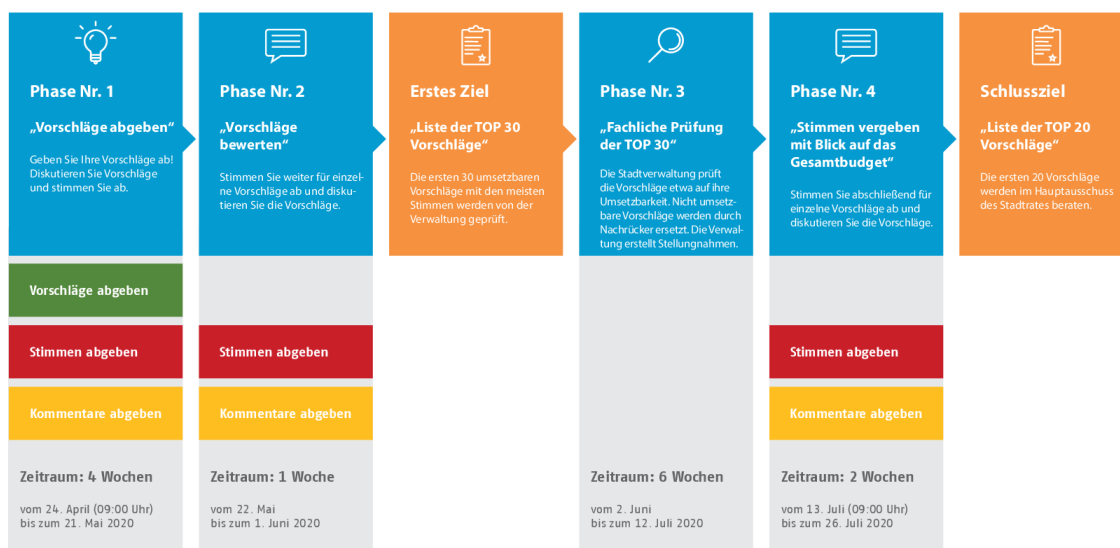 Phase Nr. 1
„Vorschläge abgeben“
Geben Sie Ihre Vorschläge ab!
Diskutieren Sie Vorschläge
und stimmen Sie ab.
Vorschläge abgeben
Stimmen abgeben
Kommentare abgeben
Zeitraum: 4 Wochen
vom 24. April (09:00 Uhr)
bis zum 21. Mai 2020
Phase Nr. 2
„Vorschläge
bewerten“
Stimmen Sie weiter für einzel-
ne Vorschläge ab und disku-
tieren Sie die Vorschläge.
Stimmen abgeben
Kommentare abgeben
Zeitraum: 1 Woche
vom 22. Mai
bis zum 1. Juni 2020
Erstes Ziel
„Liste der TOP 30
Vorschläge“
Die ersten 30 umsetzbaren
Vorschläge mit den meisten
Stimmen werden von der
Verwaltung geprüft.
Phase Nr. 3
„Fachliche Prüfung
der TOP 30“
Die Stadtverwaltung prüft
die Vorschläge etwa auf ihre
Umsetzbarkeit. Nicht umsetz-
bare Vorschläge werden durch
Nachrücker ersetzt. Die Verwal-
tung erstellt Stellungnahmen.
Zeitraum: 6 Wochen
vom 2. Juni
bis zum 12. Juli 2020
Phase Nr. 4
„Stimmen vergeben
mit Blick auf das
Gesamtbudget“
Stimmen Sie abschließend für
einzelne Vorschläge ab und
diskutieren Sie die Vorschläge.
Stimmen abgeben
Kommentare abgeben
Zeitraum: 2 Wochen
vom 13. Juli (09:00 Uhr)
bis zum 26. Juli 2020
Schlussziel
„Liste der TOP 20
Vorschläge“
Die ersten 20 Vorschläge
werden im Hauptausschuss
des Stadtrates beraten.